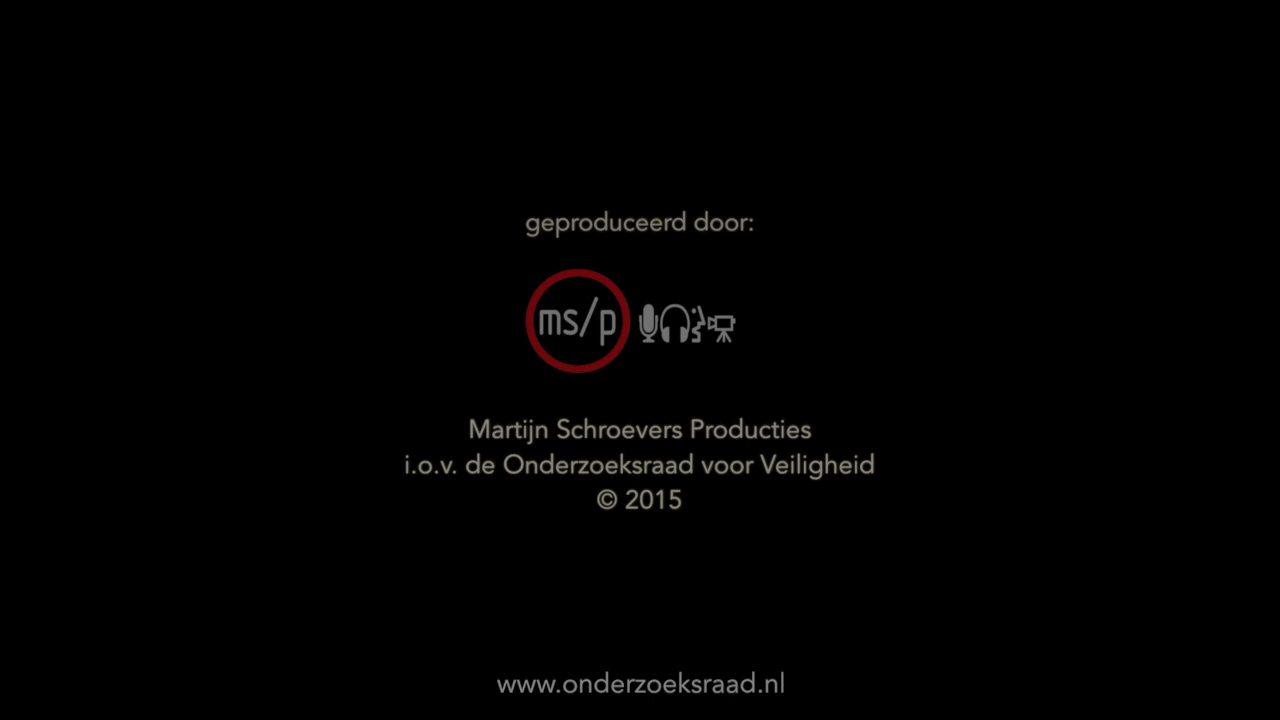 geproduceerd door:
ms/p
Martijn Schroevers Producties
i.o.v. de Onderzoeksraad voor Veiligheid
© 2015
www.onderzoeksraad.nl